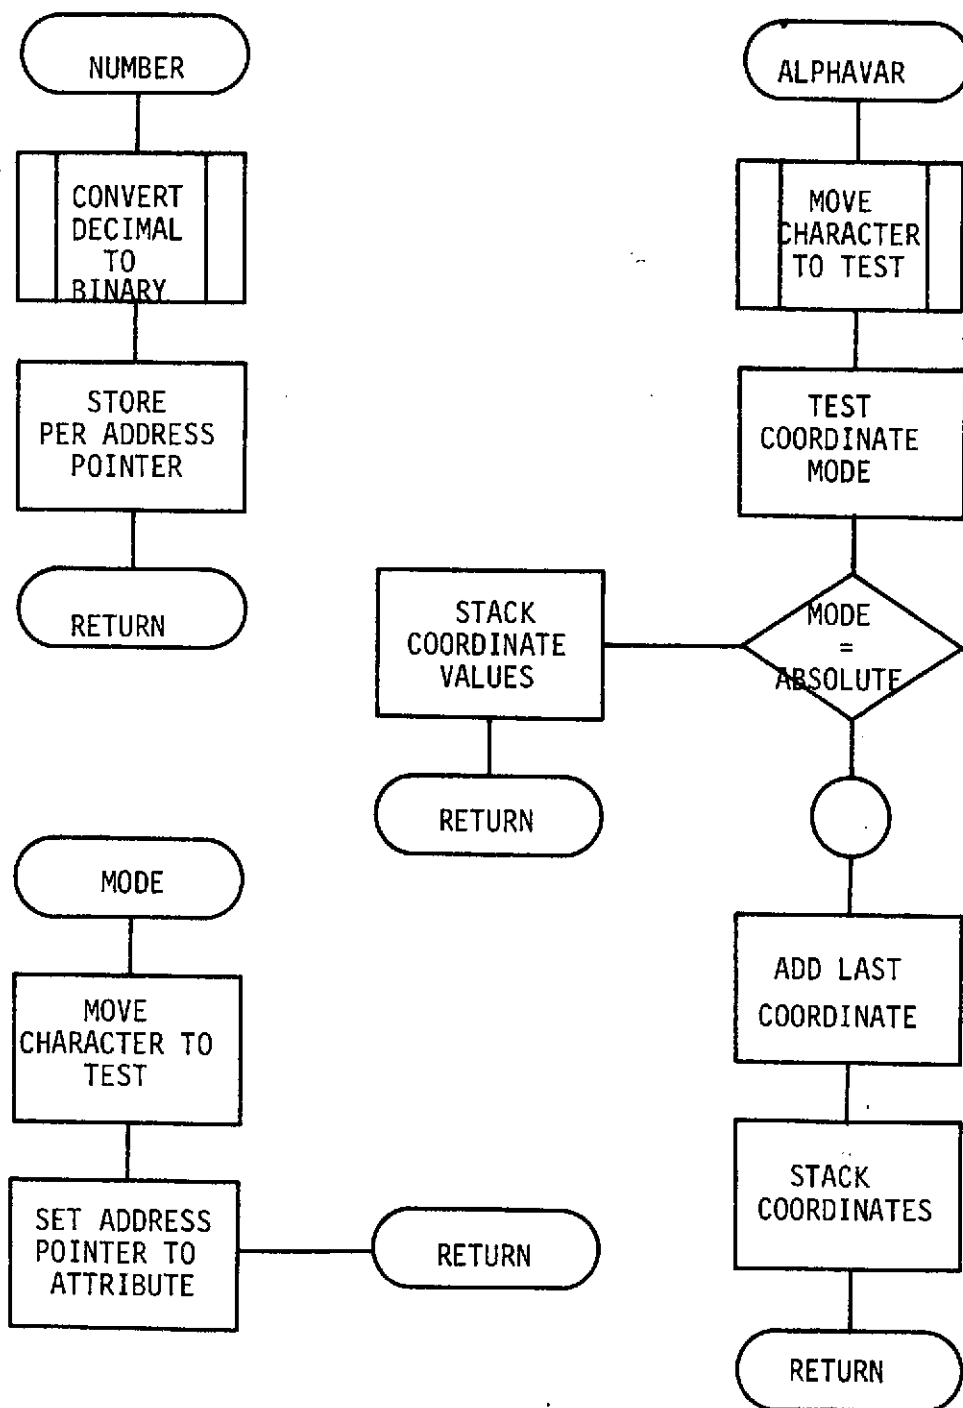 NUMBER
CONVERT
DECIMAL
TO
BINARY
STORE
PER ADDRESS
POINTER
RETURN
ALPHAVAR
MOVE
CHARACTER
TO TEST
TEST
COORDINATE
MODE
MODE
=
ABSOLUTE
STACK
COORDINATE
VALUES
RETURN
ADD LAST
COORDINATE
STACK
COORDINATES
RETURN
MODE
MOVE
CHARACTER TO
TEST
SET ADDRESS
POINTER TO
ATTRIBUTE
RETURN